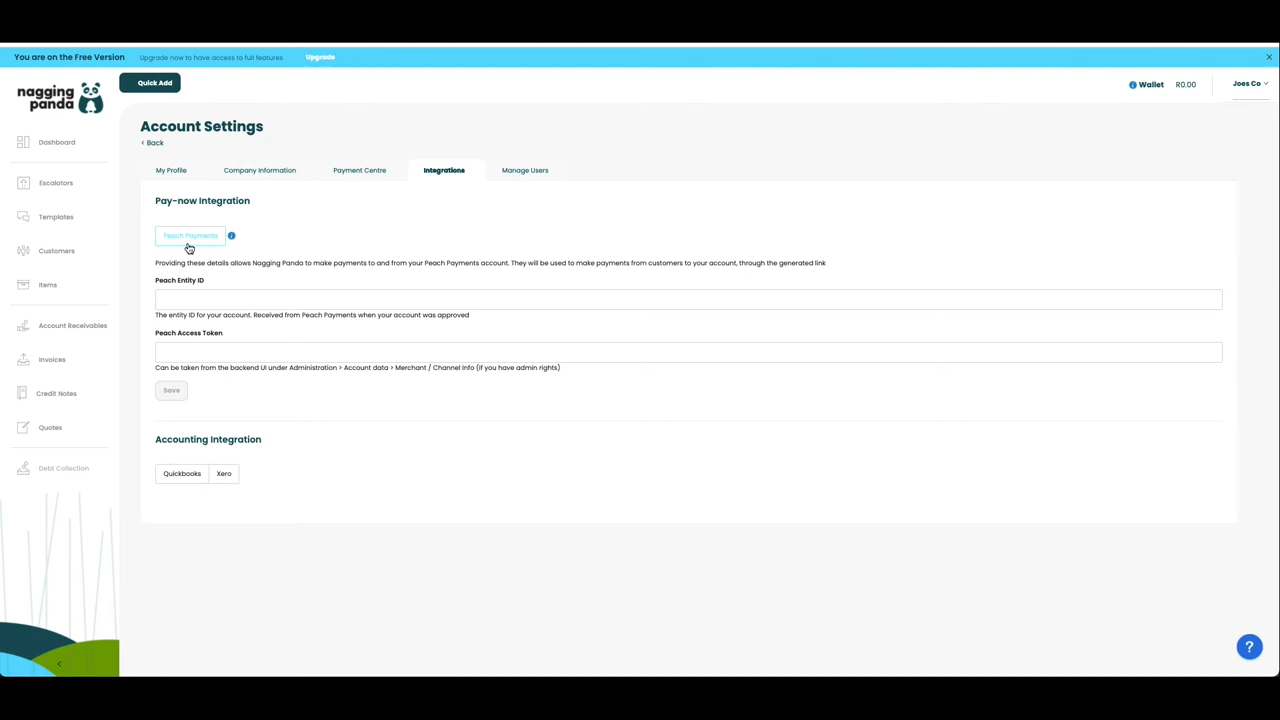 You are on the Free Version Upgrade now to have access to full features Upgrade
nagging
panda
Quick Add
Wallet R0.00 Joes Co
Dashboard
Escalators
Templates
Customers
Items
Account Receivables
Invoices
Credit Notes
Quotes
Debt Collection
<
Account Settings
< Back
My Profile Company Information Payment Centre Integrations Manage Users
Pay-now Integration
Peach Payments
Providing these details allows Nagging Panda to make payments to and from your Peach Payments account. They will be used to make payments from customers to your account, through the generated link
Peach Entity ID
The entity ID for your account. Received from Peach Payments when your account was approved
Peach Access Token
Can be taken from the backend UI under Administration > Account data > Merchant / Channel Info (if you have admin rights)
Save
Accounting Integration
Quickbooks Xero
?